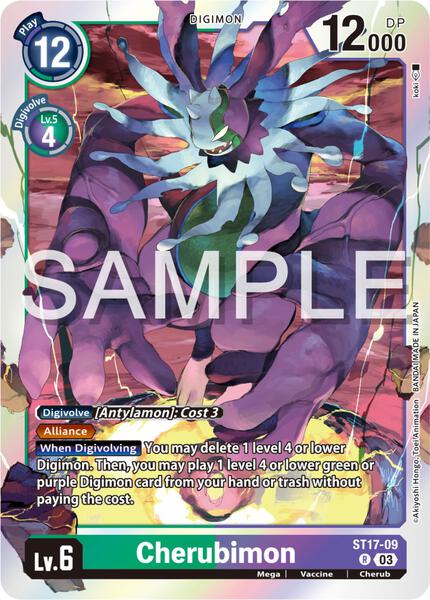 DIGIMON
Play
12
12000
DP
koki
Digivolve
Lv.5
4
SAMPLE
Digivolve [Antylamon]: Cost 3
Alliance
When Digivolving You may delete 1 level 4 or lower
Digimon. Then, you may play 1 level 4 or lower green or
purple Digimon card from your hand or trash without
paying the cost.
©Akiyoshi Hongo, Toei Animation BANDAI MADE IN JAPAN
Lv.6
Cherubimon
ST17-09
R 03
Mega | Vaccine | Cherub